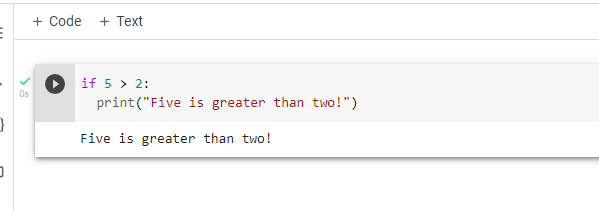 + Code + Text
if 5 > 2:
  print("Five is greater than two!")
0s
Five is greater than two!